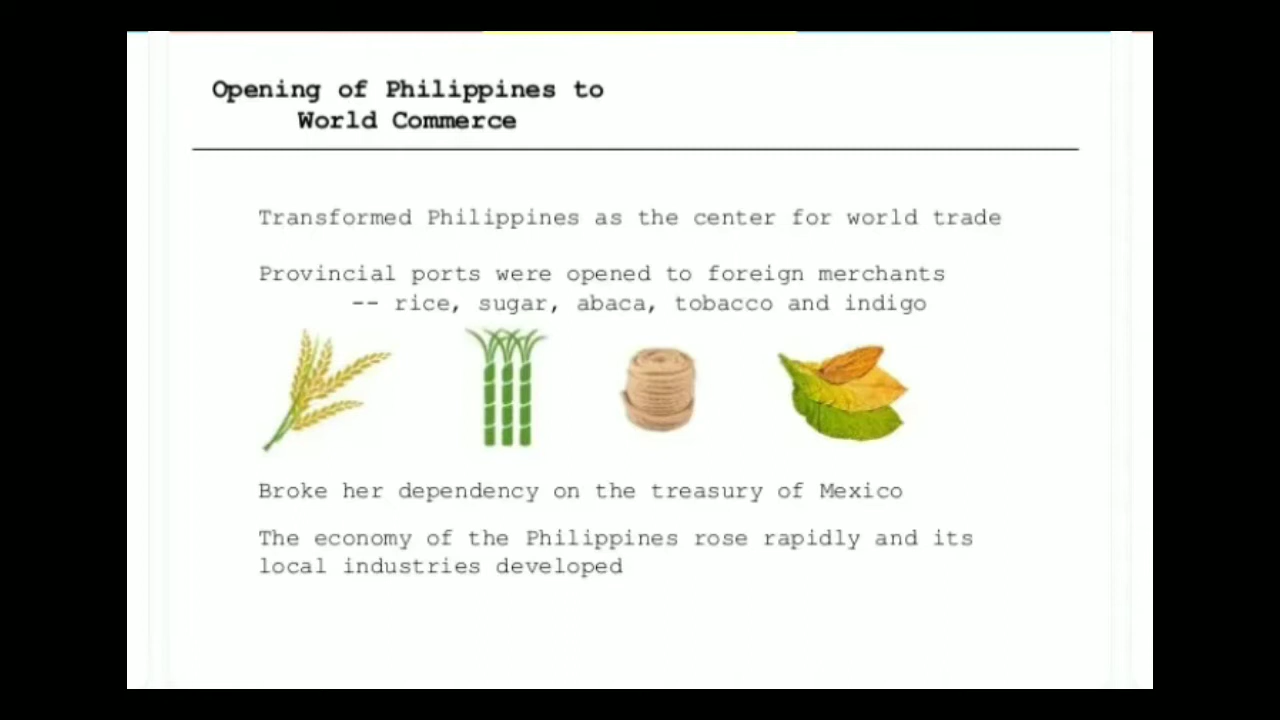 Opening of Philippines to
World Commerce
Transformed Philippines as the center for world trade
Provincial ports were opened to foreign merchants
-- rice, sugar, abaca, tobacco and indigo
Broke her dependency on the treasury of Mexico
The economy of the Philippines rose rapidly and its
local industries developed